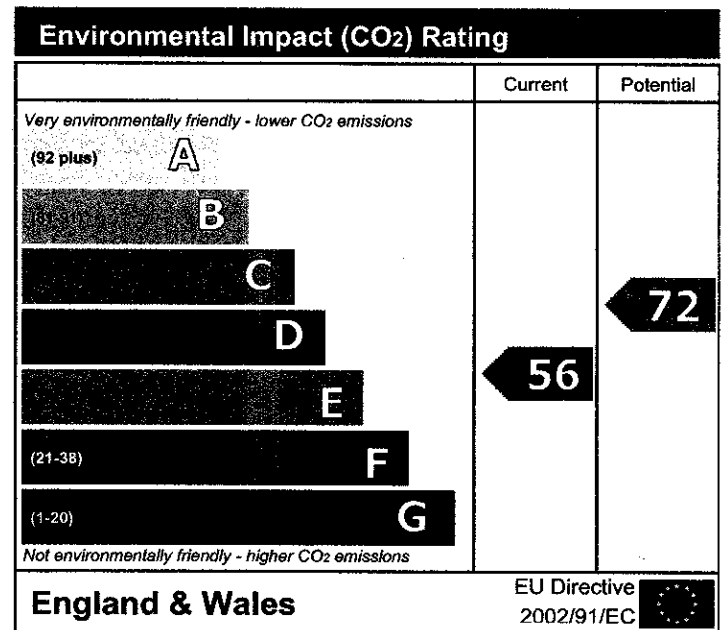 Environmental Impact (CO2) Rating
Current Potential
Very environmentally friendly - lower CO2 emissions
(92 plus) A
B
C
72
D
56
E
(21-38) F
(1-20) G
Not environmentally friendly - higher CO2 emissions
England & Wales
EU Directive
2002/91/EC